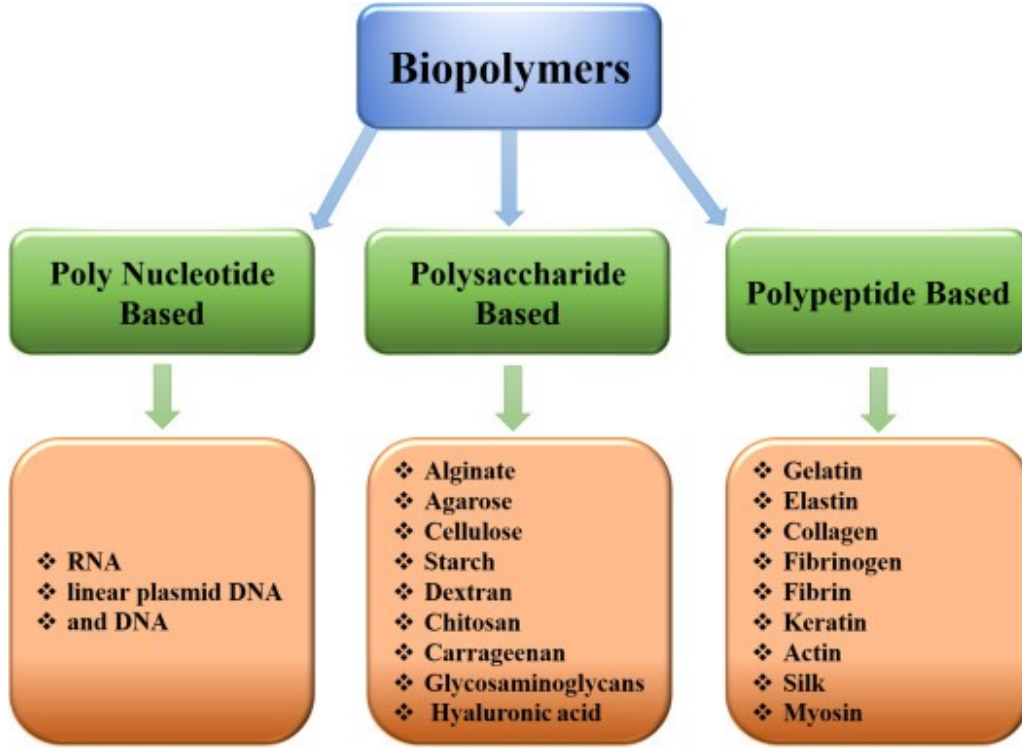 Biopolymers
Poly Nucleotide
Based
Polysaccharide
Based
Polypeptide Based
❖ RNA
❖ linear plasmid DNA
❖ and DNA
❖ Alginate
❖ Agarose
❖ Cellulose
❖ Starch
❖ Dextran
❖ Chitosan
❖ Carrageenan
❖ Glycosaminoglycans
❖ Hyaluronic acid
❖ Gelatin
❖ Elastin
❖ Collagen
❖ Fibrinogen
❖ Fibrin
❖ Keratin
❖ Actin
❖ Silk
❖ Myosin